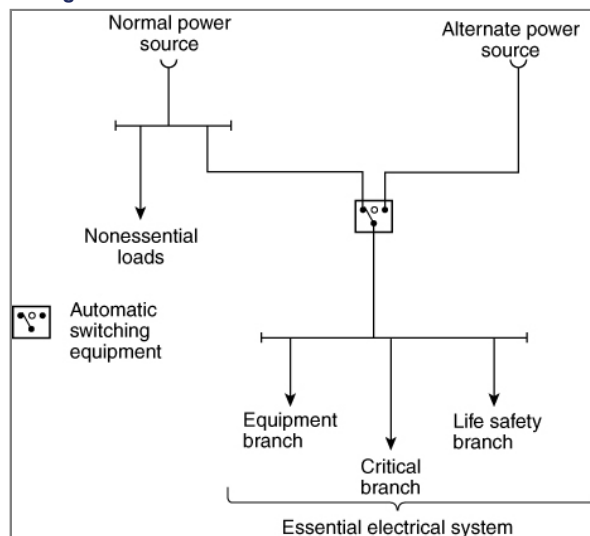 Normal power
source
Alternate power
source
Nonessential
loads
Automatic
switching
equipment
Equipment
branch
Life safety
branch
Critical
branch
Essential electrical system